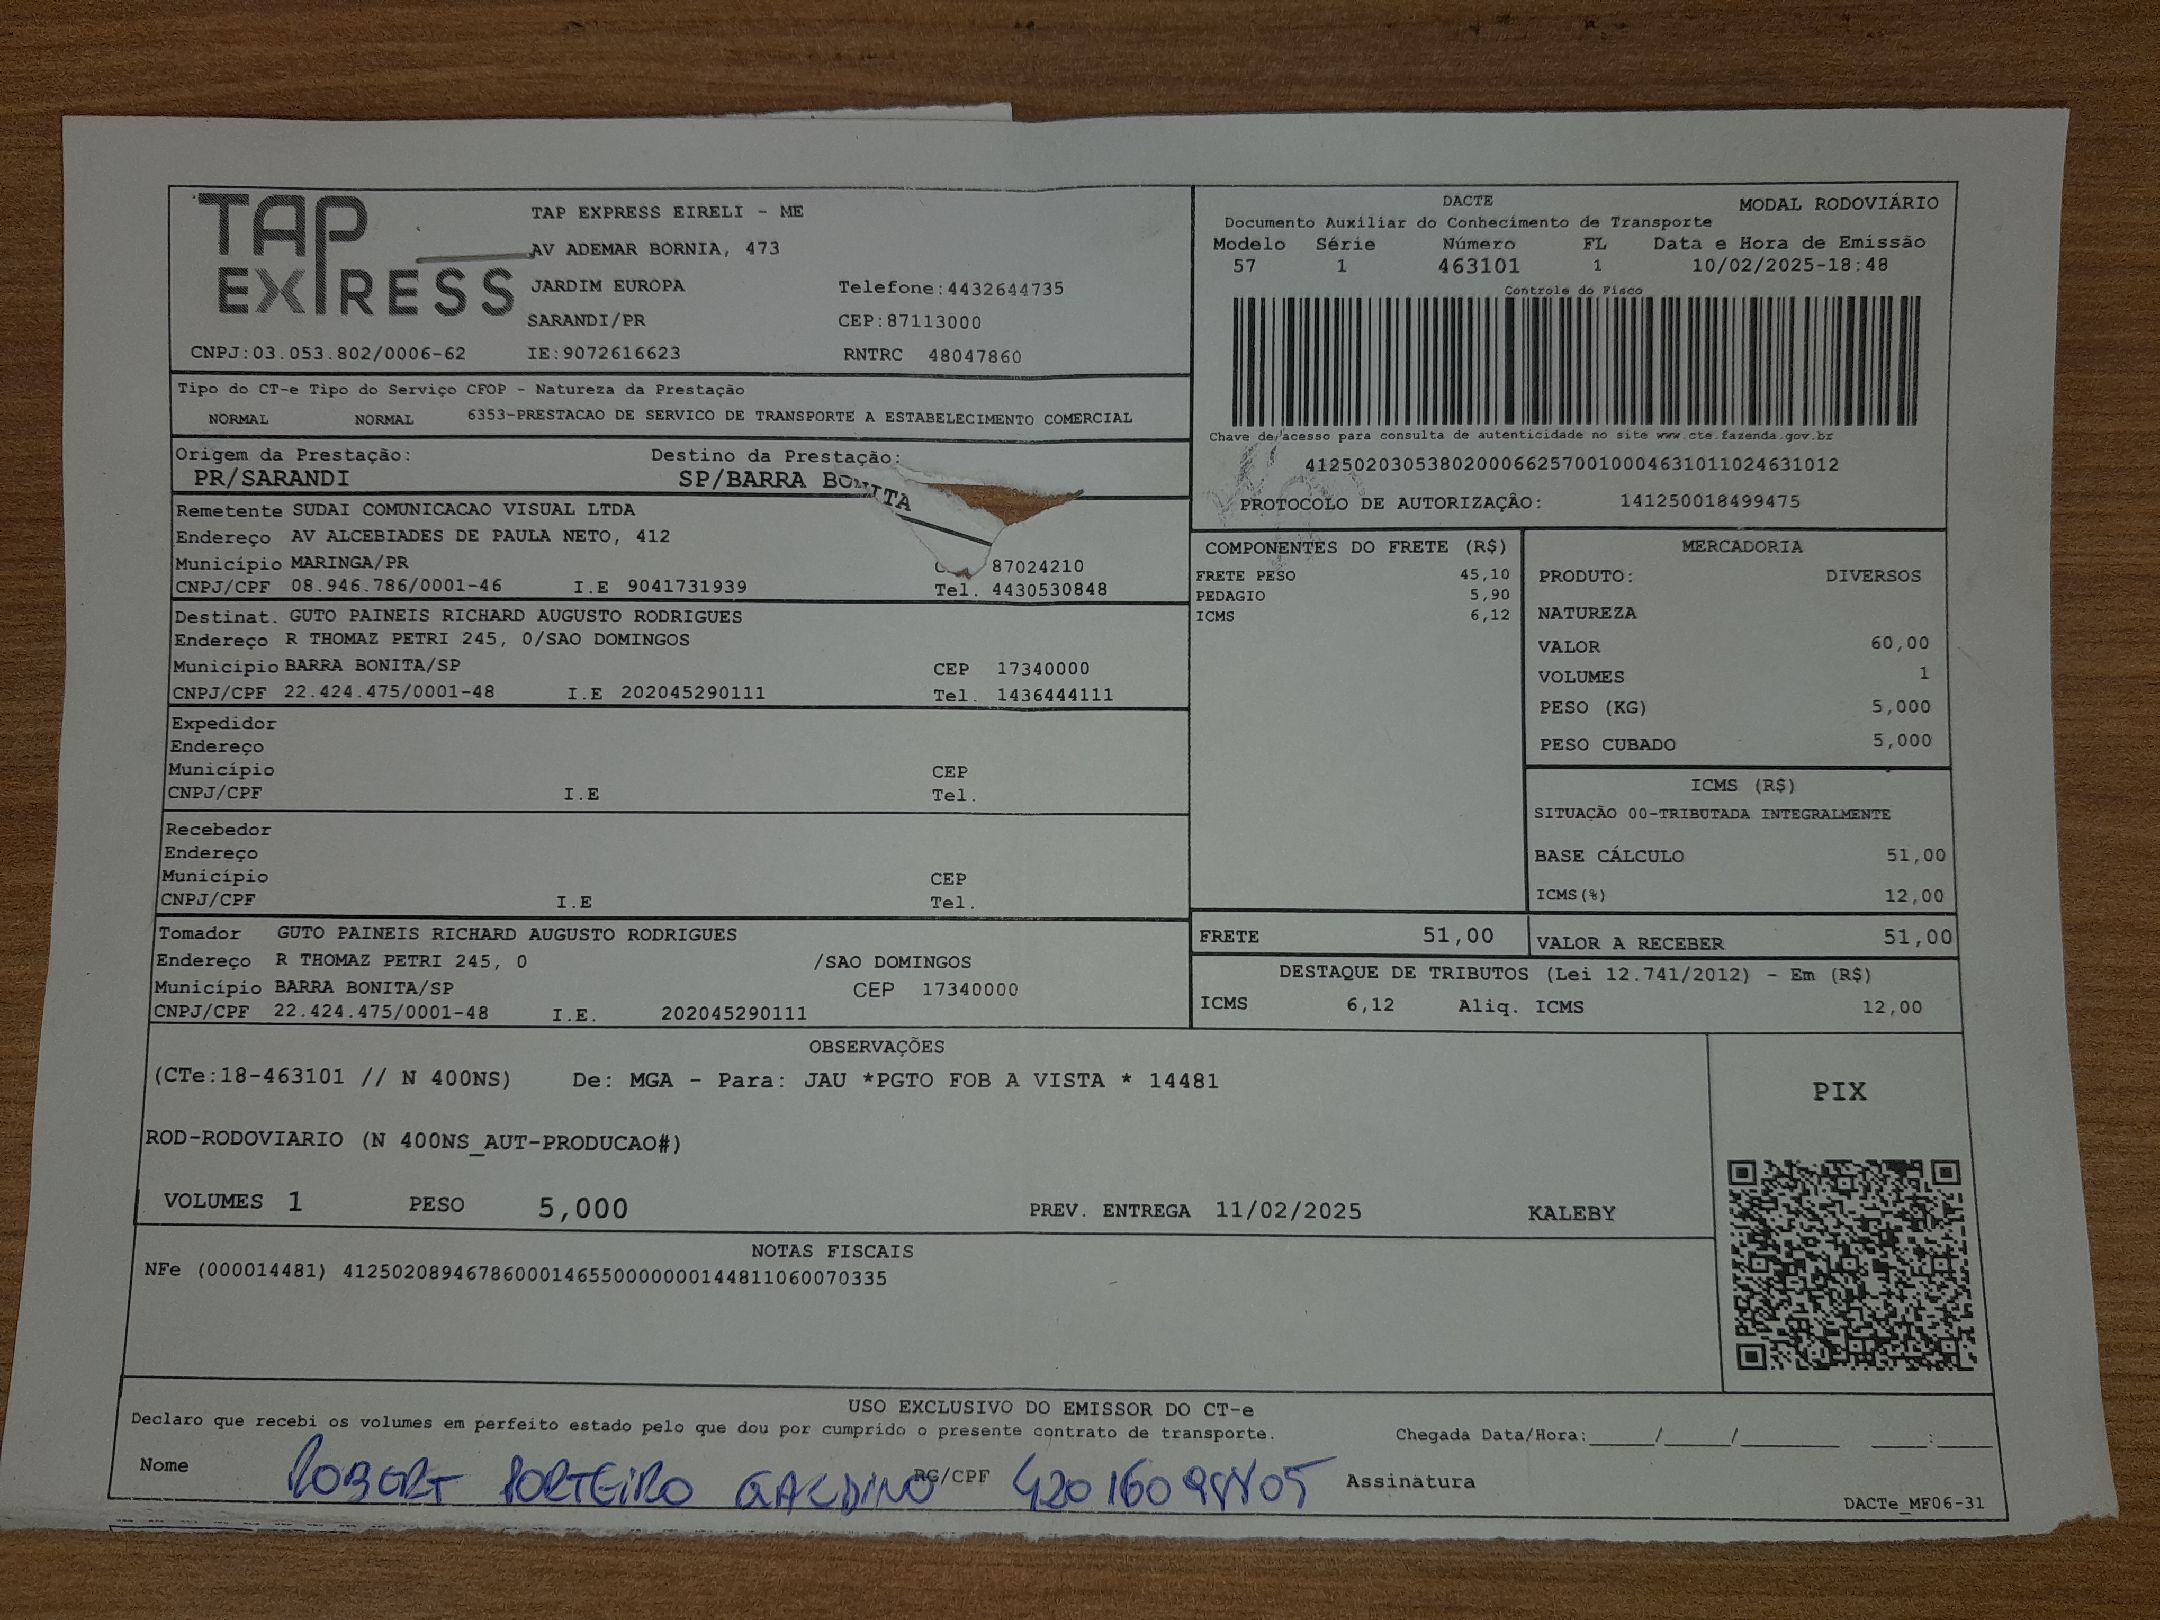 TAP
EXPRESS
TAP EXPRESS EIRELI - ME
AV ADEMAR BORNIA, 473
JARDIM EUROPA Telefone:4432644735
SARANDI/PR CEP:87113000
CNPJ:03.053.802/0006-62 IE:9072616623 RNTRC 48047860
DACTE MODAL RODOVIÁRIO
Documento Auxiliar do Conhecimento de Transporte
Modelo Série Número FL Data e Hora de Emissão
57 1 463101 1 10/02/2025-18:48
Controle do Fisco
Chave de acesso para consulta de autenticidade no site www.cte.fazenda.gov.br
41250203053802000662570010004631011024631012
PROTOCOLO DE AUTORIZAÇÃO: 141250018499475
Tipo do CT-e Tipo do Serviço CFOP - Natureza da Prestação
NORMAL NORMAL 6353-PRESTACAO DE SERVICO DE TRANSPORTE A ESTABELECIMENTO COMERCIAL
Origem da Prestação: Destino da Prestação:
PR/SARANDI SP/BARRA BONITA
Remetente SUDAI COMUNICACAO VISUAL LTDA
Endereço AV ALCEBIADES DE PAULA NETO, 412
Município MARINGA/PR 87024210
CNPJ/CPF 08.946.786/0001-46 I.E 9041731939 Tel. 4430530848
Destinat. GUTO PAINEIS RICHARD AUGUSTO RODRIGUES
Endereço R THOMAZ PETRI 245, 0/SAO DOMINGOS
Município BARRA BONITA/SP CEP 17340000
CNPJ/CPF 22.424.475/0001-48 I.E 202045290111 Tel. 1436444111
Expedidor
Endereço
Município CEP
CNPJ/CPF I.E Tel.
Recebedor
Endereço
Município CEP
CNPJ/CPF I.E Tel.
Tomador GUTO PAINEIS RICHARD AUGUSTO RODRIGUES
Endereço R THOMAZ PETRI 245, 0 /SAO DOMINGOS
Município BARRA BONITA/SP CEP 17340000
CNPJ/CPF 22.424.475/0001-48 I.E. 202045290111
COMPONENTES DO FRETE (R$)
FRETE PESO 45,10
PEDAGIO 5,90
ICMS 6,12
MERCADORIA
PRODUTO: DIVERSOS
NATUREZA
VALOR 60,00
VOLUMES 1
PESO (KG) 5,000
PESO CUBADO 5,000
ICMS (R$)
SITUAÇÃO 00-TRIBUTADA INTEGRALMENTE
BASE CÁLCULO 51,00
ICMS(%) 12,00
FRETE 51,00 VALOR A RECEBER 51,00
DESTAQUE DE TRIBUTOS (Lei 12.741/2012) - Em (R$)
ICMS 6,12 Aliq. ICMS 12,00
OBSERVAÇÕES
(CTe:18-463101 // N 400NS) De: MGA - Para: JAU *PGTO FOB A VISTA * 14481
ROD-RODOVIARIO (N 400NS_AUT-PRODUCAO#)
VOLUMES 1 PESO 5,000 PREV. ENTREGA 11/02/2025 KALEBY
PIX
NOTAS FISCAIS
NFe (000014481) 41250208946786000146550000000144811060070335
USO EXCLUSIVO DO EMISSOR DO CT-e
Declaro que recebi os volumes em perfeito estado pelo que dou por cumprido o presente contrato de transporte. Chegada Data/Hora:_____/_____/_______ ____:____
Nome ROBERT PORTEIRO GALDINO RG/CPF Assinatura
DACTe_MF06-31